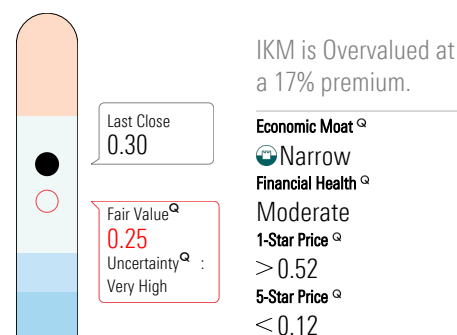 IKM is Overvalued at
a 17% premium.
Last Close
0.30
Fair Value Q
0.25
Uncertainty Q :
Very High
Economic Moat Q
Narrow
Financial Health Q
Moderate
1-Star Price Q
>0.52
5-Star Price Q
<0.12